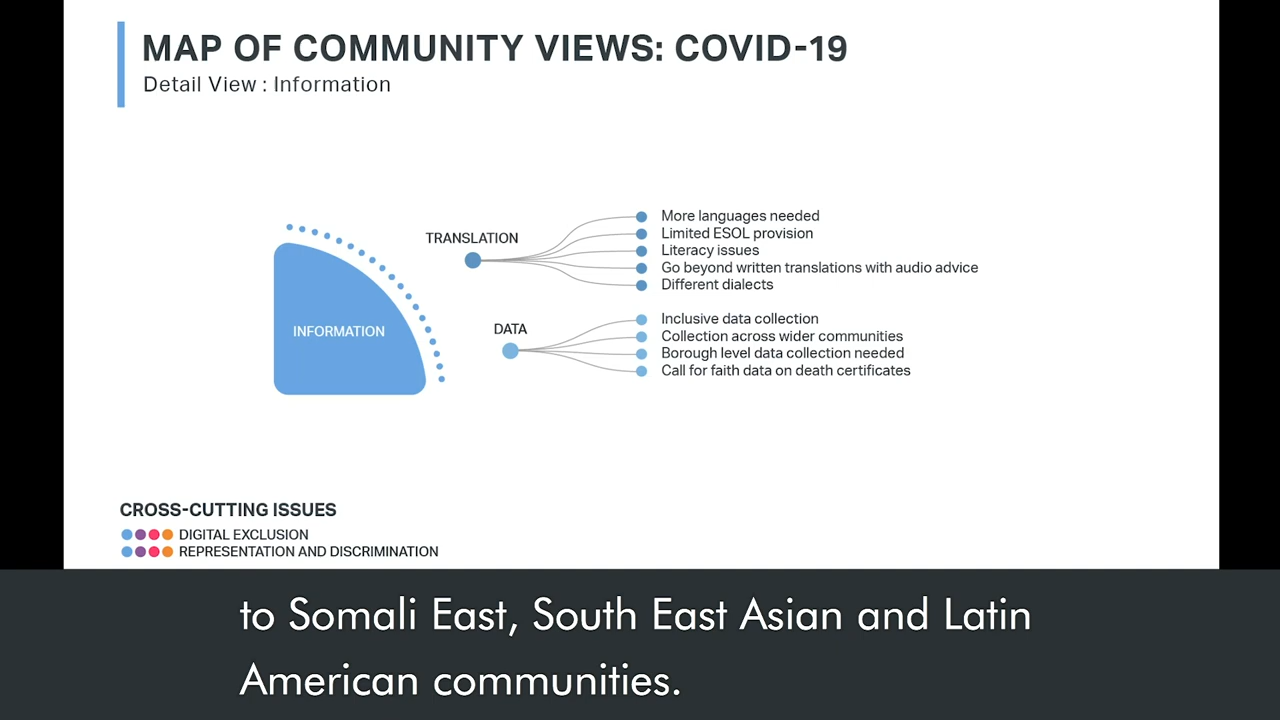 MAP OF COMMUNITY VIEWS: COVID-19
Detail View : Information
INFORMATION
TRANSLATION
More languages needed
Limited ESOL provision
Literacy issues
Go beyond written translations with audio advice
Different dialects
DATA
Inclusive data collection
Collection across wider communities
Borough level data collection needed
Call for faith data on death certificates
CROSS-CUTTING ISSUES
DIGITAL EXCLUSION
REPRESENTATION AND DISCRIMINATION
to Somali East, South East Asian and Latin
American communities.